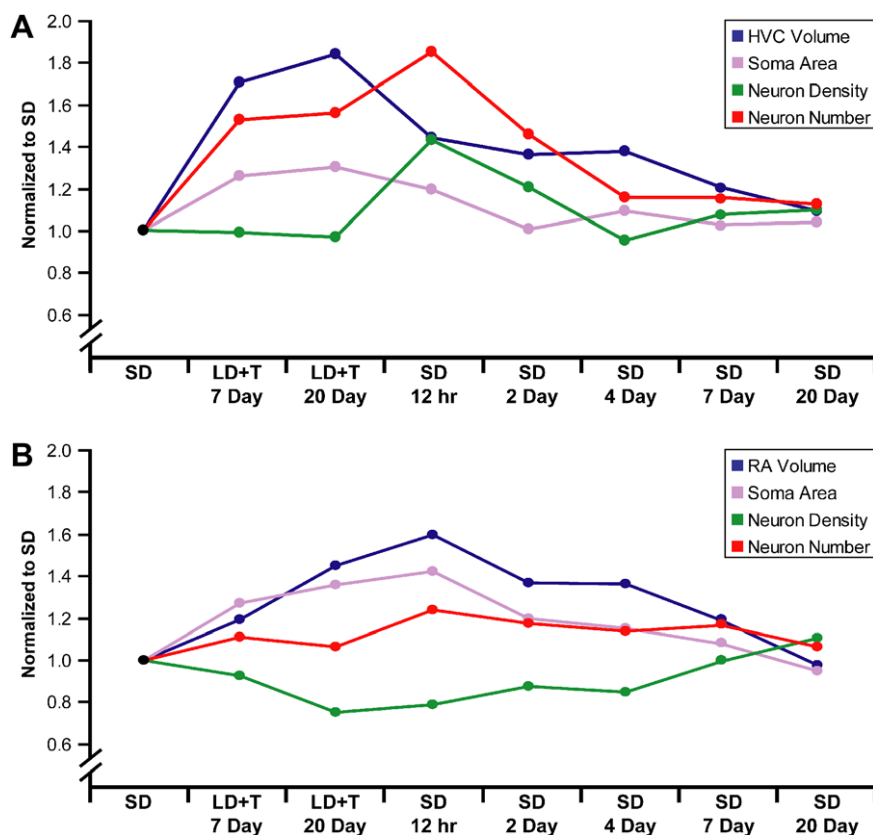 A
2.0
1.8
1.6
1.4
1.2
1.0
0.8
0.6
Normalized to SD
HVC Volume
Soma Area
Neuron Density
Neuron Number
SD LD+T LD+T SD SD SD SD SD
7 Day 20 Day 12 hr 2 Day 4 Day 7 Day 20 Day
B
2.0
1.8
1.6
1.4
1.2
1.0
0.8
0.6
Normalized to SD
RA Volume
Soma Area
Neuron Density
Neuron Number
SD LD+T LD+T SD SD SD SD SD
7 Day 20 Day 12 hr 2 Day 4 Day 7 Day 20 Day